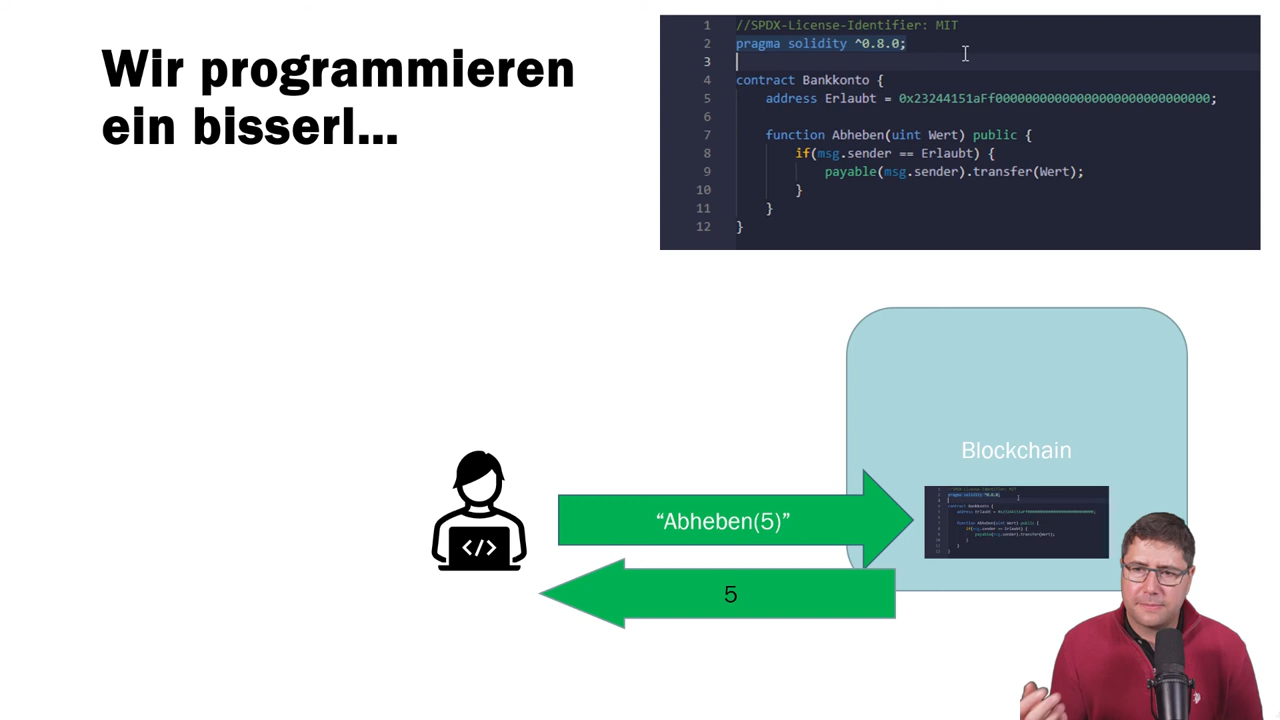 Wir programmieren
ein bisserl...
1 //SPDX-License-Identifier: MIT
2 pragma solidity ^0.8.0;
3
4 contract Bankkonto {
5 address Erlaubt = 0x23244151aFf00000000000000000000000000000;
6
7 function Abheben(uint Wert) public {
8 if(msg.sender == Erlaubt) {
9 payable(msg.sender).transfer(Wert);
10 }
11 }
12 }
Blockchain
"Abheben(5)"
5